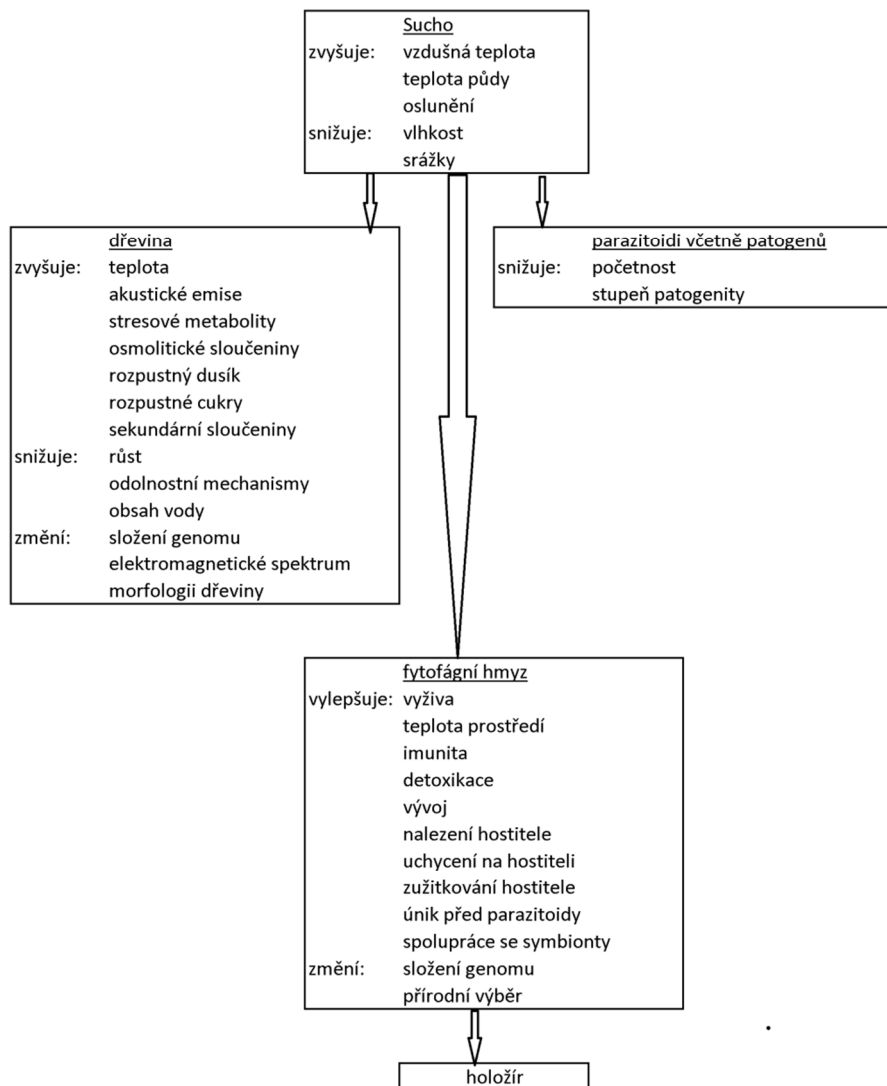 Sucho
zvyšuje: vzdušná teplota
teplota půdy
oslunění
snižuje: vlhkost
srážky
dřevina
zvyšuje: teplota
akustické emise
stresové metabolity
osmolitické sloučeniny
rozpustný dusík
rozpustné cukry
sekundární sloučeniny
snižuje: růst
odolnostní mechanismy
obsah vody
změní: složení genomu
elektromagnetické spektrum
morfologii dřeviny
parazitoidi včetně patogenů
snižuje: početnost
stupeň patogenity
fytofágní hmyz
vylepšuje: vyživa
teplota prostředí
imunita
detoxikace
vývoj
nalezení hostitele
uchycení na hostiteli
zužitkování hostitele
únik před parazitoidy
spolupráce se symbionty
změní: složení genomu
přírodní výběr
holožír